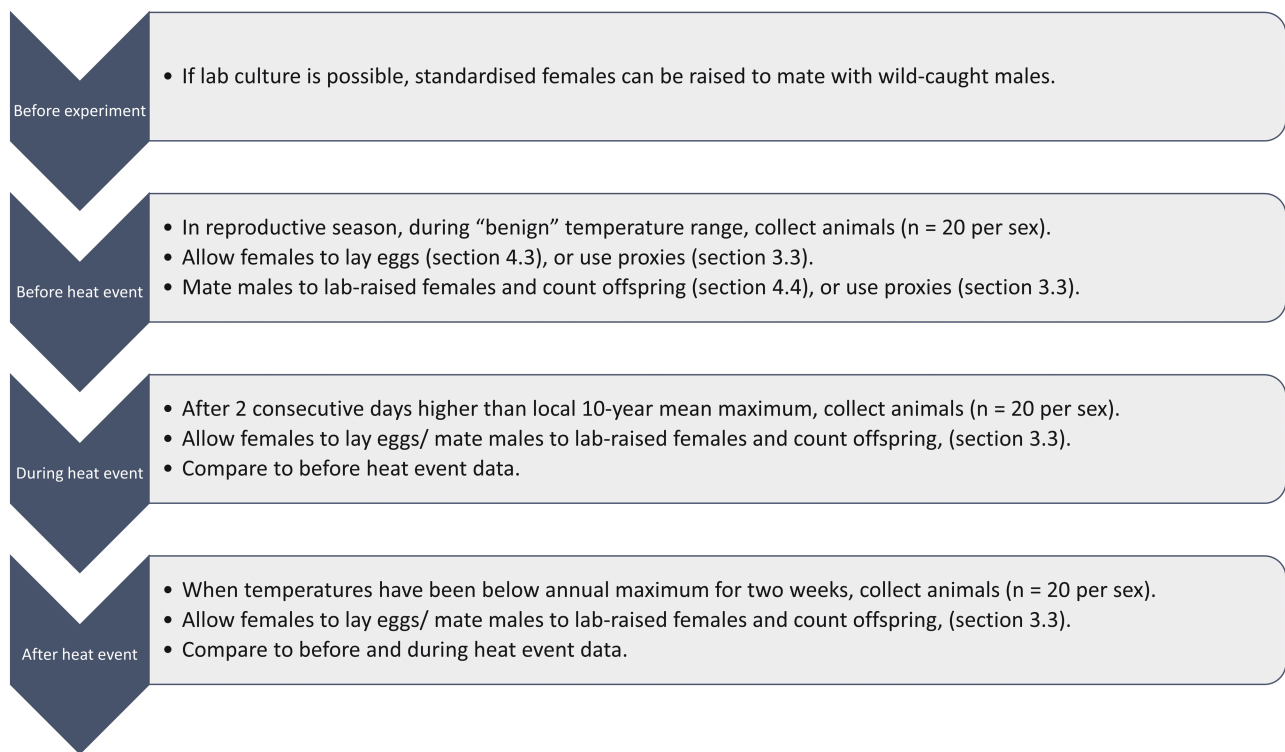 Before experiment
• If lab culture is possible, standardised females can be raised to mate with wild-caught males.
Before heat event
• In reproductive season, during “benign” temperature range, collect animals (n = 20 per sex).
• Allow females to lay eggs (section 4.3), or use proxies (section 3.3).
• Mate males to lab-raised females and count offspring (section 4.4), or use proxies (section 3.3).
During heat event
• After 2 consecutive days higher than local 10-year mean maximum, collect animals (n = 20 per sex).
• Allow females to lay eggs/ mate males to lab-raised females and count offspring, (section 3.3).
• Compare to before heat event data.
After heat event
• When temperatures have been below annual maximum for two weeks, collect animals (n = 20 per sex).
• Allow females to lay eggs/ mate males to lab-raised females and count offspring, (section 3.3).
• Compare to before and during heat event data.